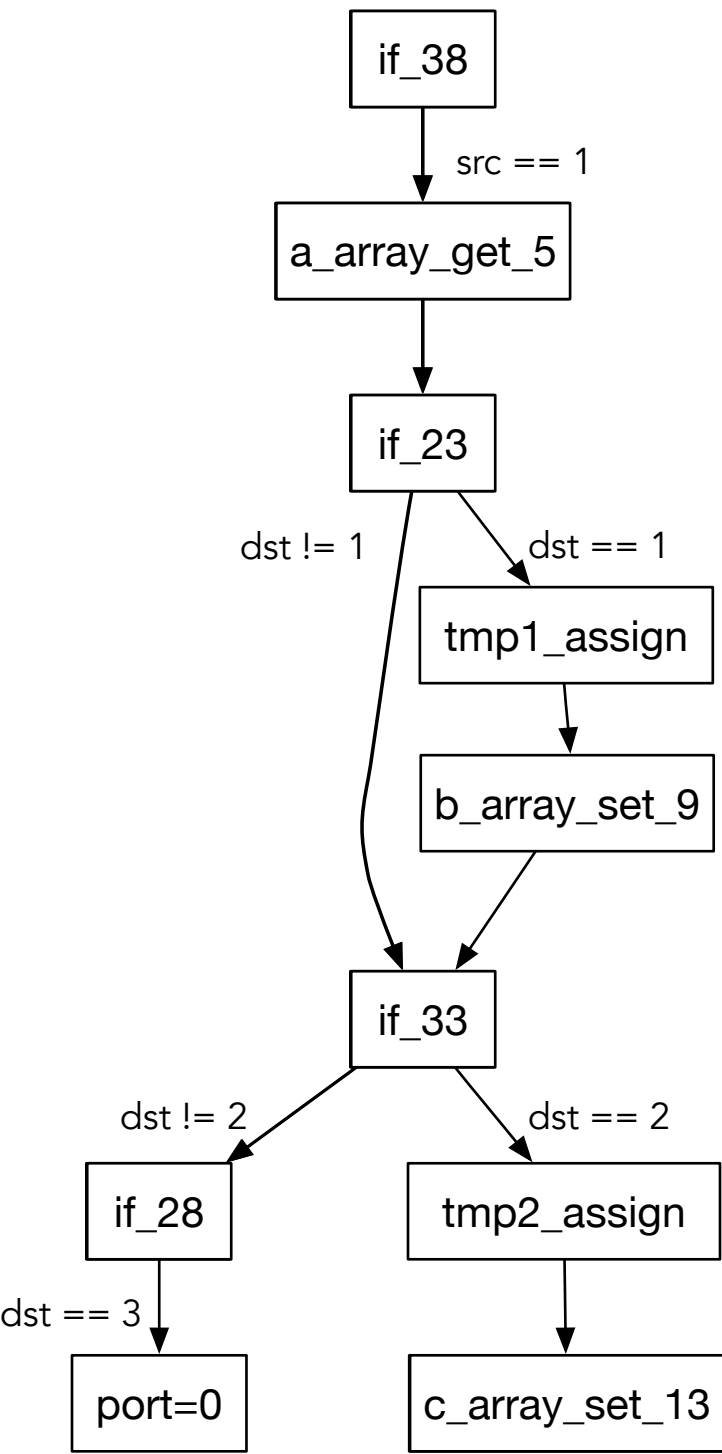 if_38
src == 1
a_array_get_5
if_23
dst != 1
dst == 1
tmp1_assign
b_array_set_9
if_33
dst != 2
dst == 2
if_28
tmp2_assign
dst == 3
port=0
c_array_set_13